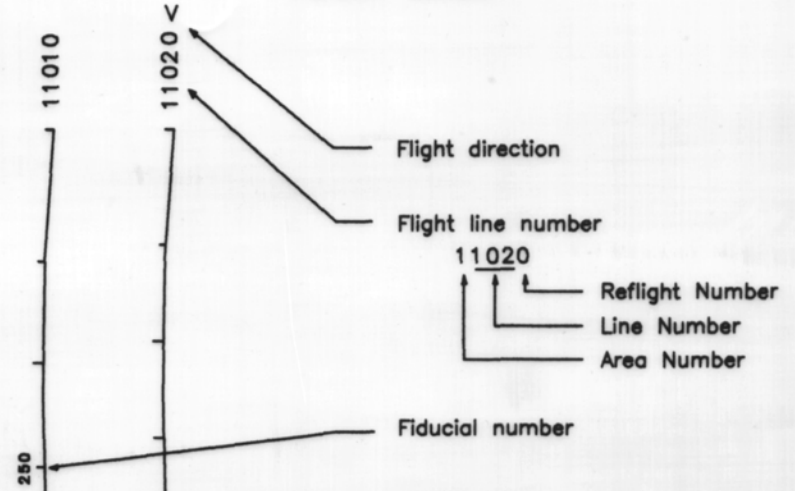 11010
11020 <
Flight direction
Flight line number
11020
Reflight Number
Line Number
Area Number
Fiducial number
250